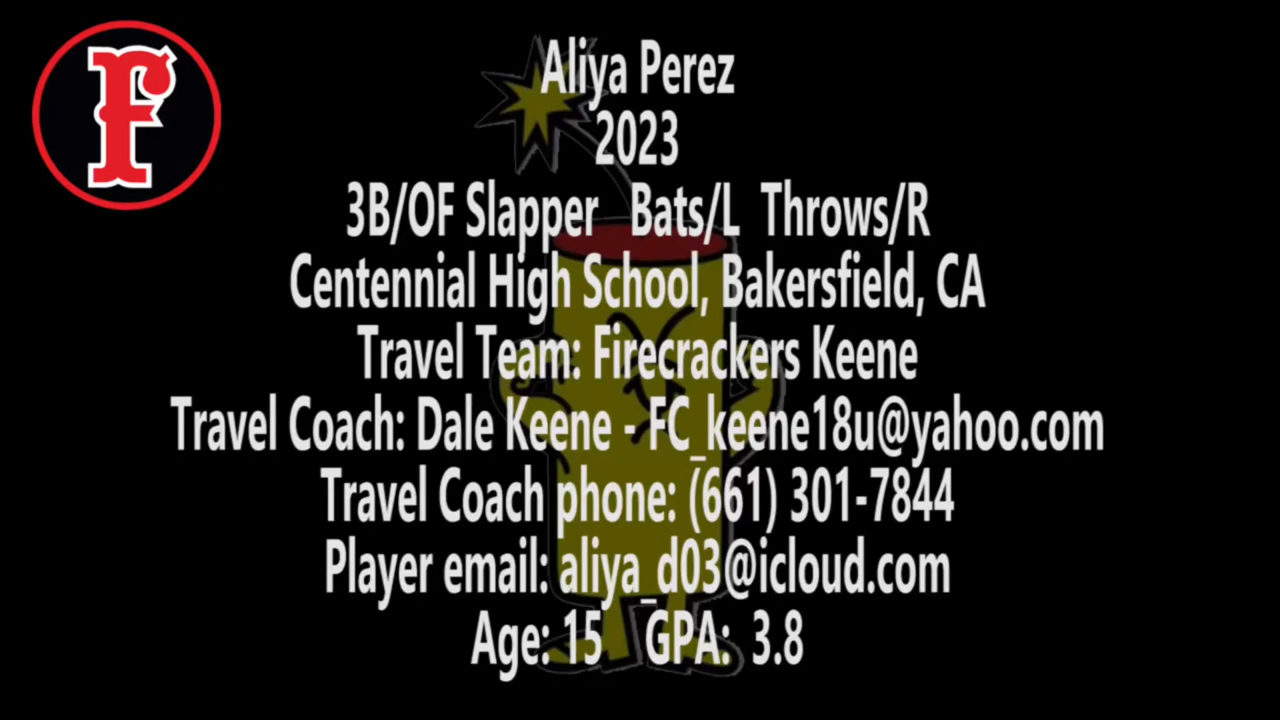 F
Aliya Perez
2023
3B/OF Slapper Bats/L Throws/R
Centennial High School, Bakersfield, CA
Travel Team: Firecrackers Keene
Travel Coach: Dale Keene - FC_keene18u@yahoo.com
Travel Coach phone: (661) 301-7844
Player email: aliya_d03@icloud.com
Age: 15 GPA: 3.8